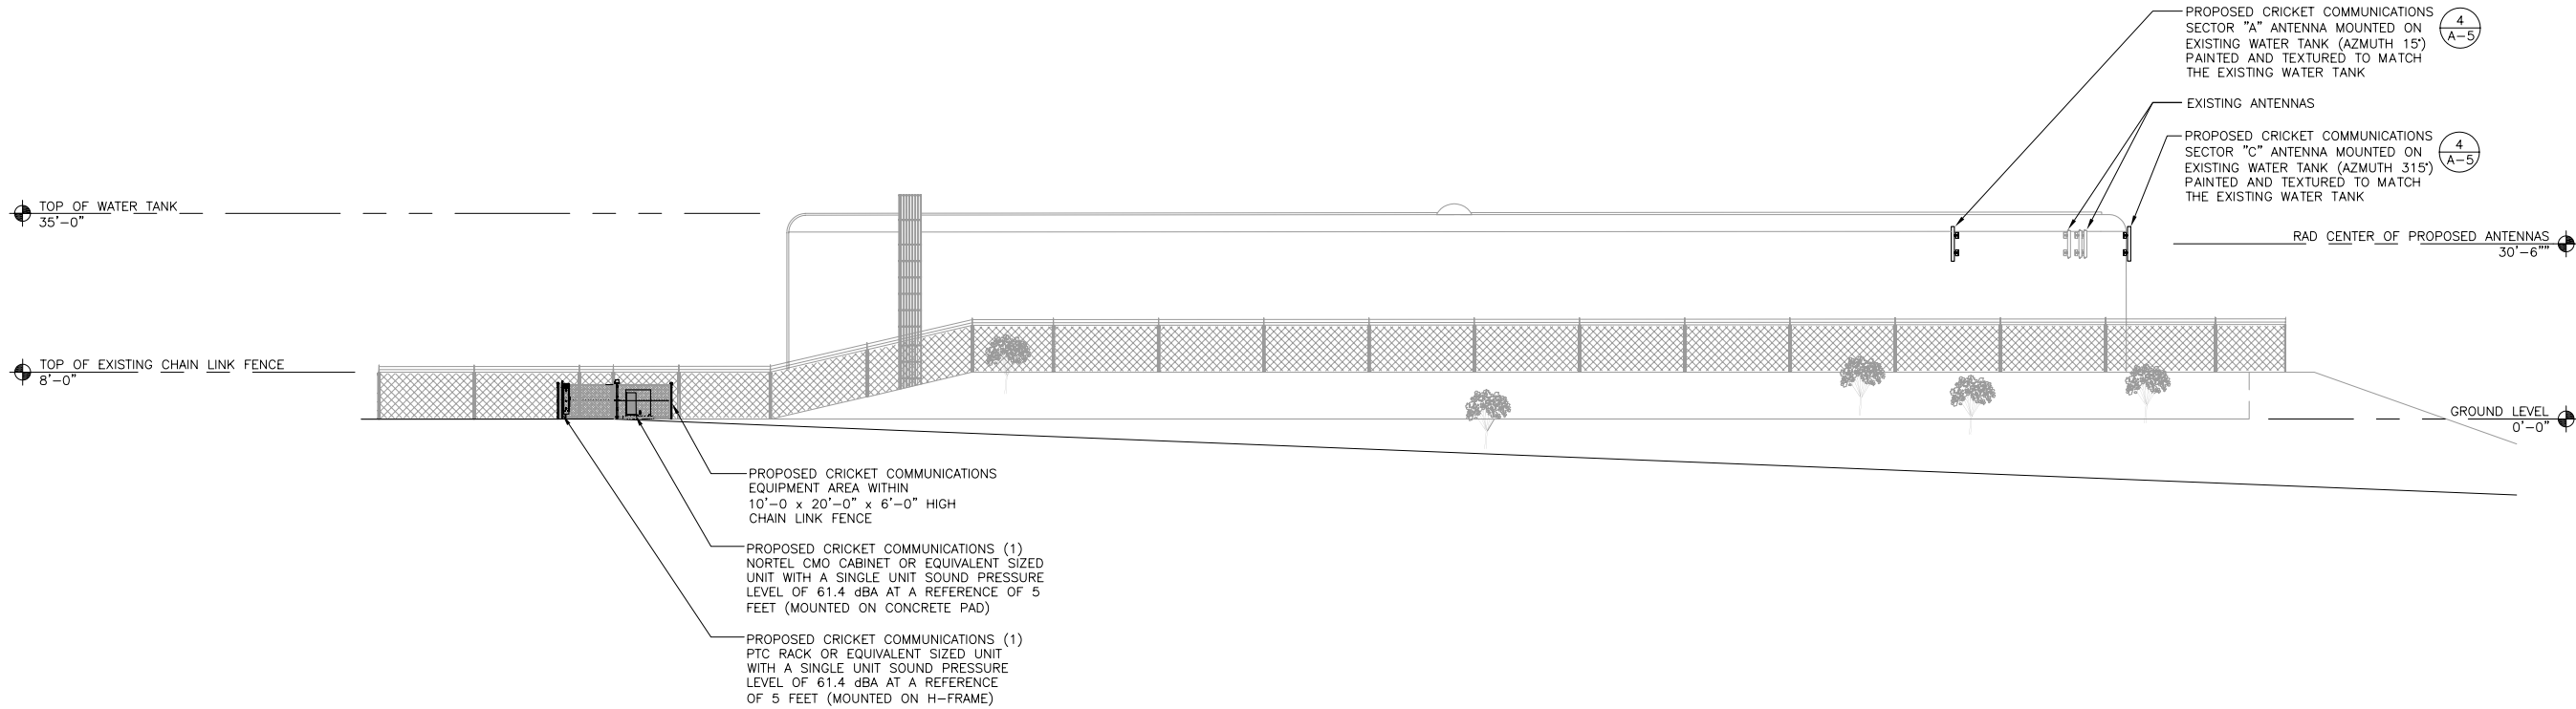 PROPOSED CRICKET COMMUNICATIONS
SECTOR "A" ANTENNA MOUNTED ON
EXISTING WATER TANK (AZMUTH 15°)
PAINTED AND TEXTURED TO MATCH
THE EXISTING WATER TANK
4
A-5
EXISTING ANTENNAS
PROPOSED CRICKET COMMUNICATIONS
SECTOR "C" ANTENNA MOUNTED ON
EXISTING WATER TANK (AZMUTH 315°)
PAINTED AND TEXTURED TO MATCH
THE EXISTING WATER TANK
4
A-5
TOP OF WATER TANK
35'-0"
RAD CENTER OF PROPOSED ANTENNAS
30'-6""
TOP OF EXISTING CHAIN LINK FENCE
8'-0"
GROUND LEVEL
0'-0"
PROPOSED CRICKET COMMUNICATIONS
EQUIPMENT AREA WITHIN
10'-0 x 20'-0" x 6'-0" HIGH
CHAIN LINK FENCE
PROPOSED CRICKET COMMUNICATIONS (1)
NORTEL CMO CABINET OR EQUIVALENT SIZED
UNIT WITH A SINGLE UNIT SOUND PRESSURE
LEVEL OF 61.4 dBA AT A REFERENCE OF 5
FEET (MOUNTED ON CONCRETE PAD)
PROPOSED CRICKET COMMUNICATIONS (1)
PTC RACK OR EQUIVALENT SIZED UNIT
WITH A SINGLE UNIT SOUND PRESSURE
LEVEL OF 61.4 dBA AT A REFERENCE
OF 5 FEET (MOUNTED ON H-FRAME)